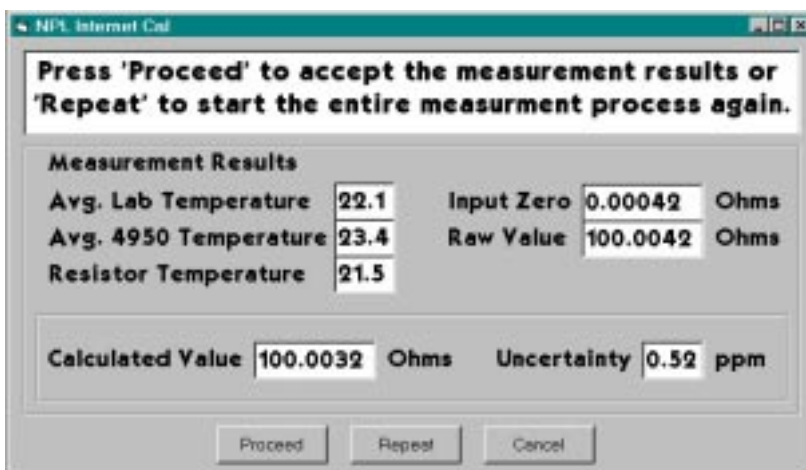 NPL Internet Cal
Press 'Proceed' to accept the measurement results or
'Repeat' to start the entire measurment process again.
Measurement Results
Avg. Lab Temperature 22.1 Input Zero 0.00042 Ohms
Avg. 4950 Temperature 23.4 Raw Value 100.0042 Ohms
Resistor Temperature 21.5
Calculated Value 100.0032 Ohms Uncertainty 0.52 ppm
Proceed Repeat Cancel